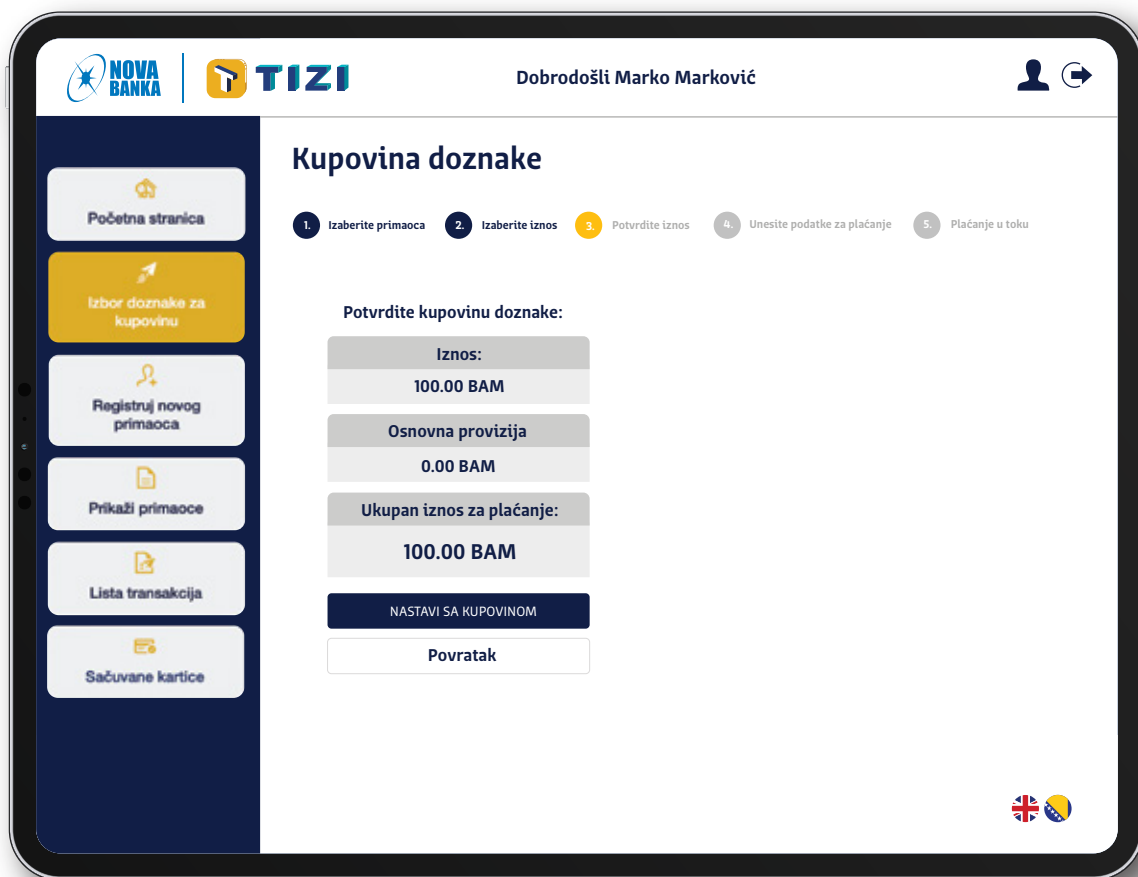 NOVA
BANKA
TIZI
Dobrodošli Marko Marković
Početna stranica
Izbor doznake za
kupovinu
Registruj novog
primaoca
Prikaži primaoce
Lista transakcija
Sačuvane kartice
Kupovina doznake
1. Izaberite primaoca 2. Izaberite iznos 3. Potvrdite iznos 4. Unesite podatke za plaćanje 5. Plaćanje u toku
Potvrdite kupovinu doznake:
Iznos:
100.00 BAM
Osnovna provizija
0.00 BAM
Ukupan iznos za plaćanje:
100.00 BAM
NASTAVI SA KUPOVINOM
Povratak